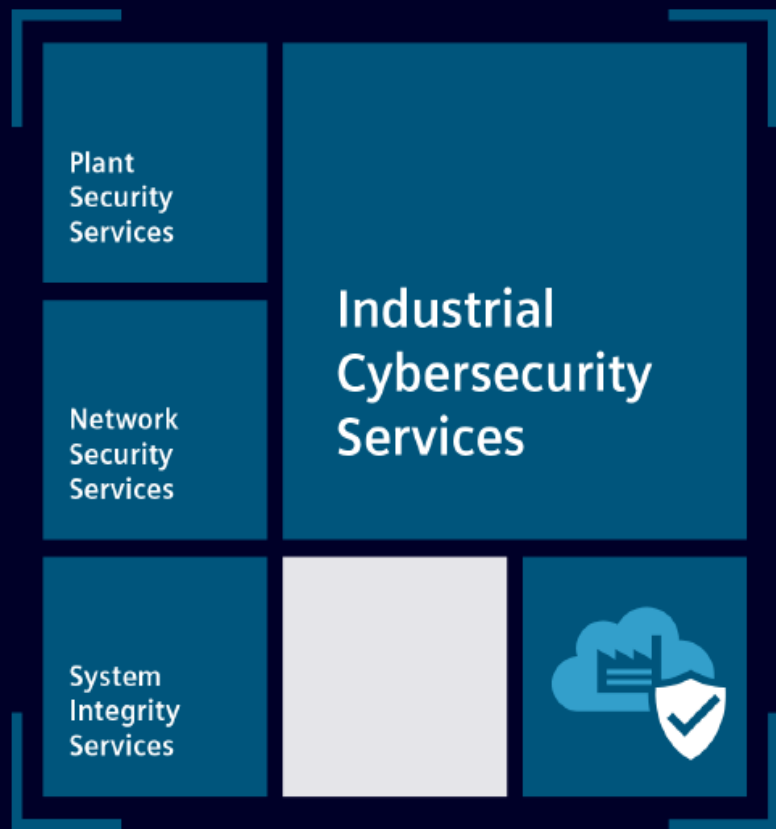 Plant
Security
Services
Industrial
Cybersecurity
Services
Network
Security
Services
System
Integrity
Services